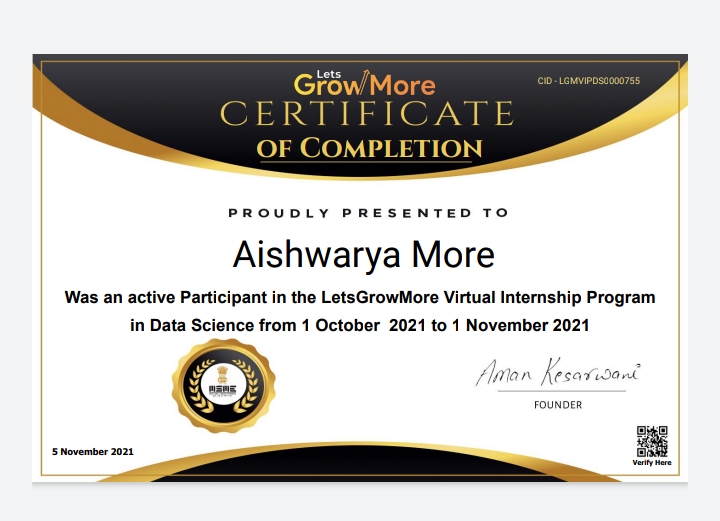 Lets
GrowMore
CID - LGMVIPDS0000755
CERTIFICATE
OF COMPLETION
PROUDLY PRESENTED TO
Aishwarya More
Was an active Participant in the LetsGrowMore Virtual Internship Program
in Data Science from 1 October 2021 to 1 November 2021
MSME
Aman Kesarwani
FOUNDER
5 November 2021
Verify Here